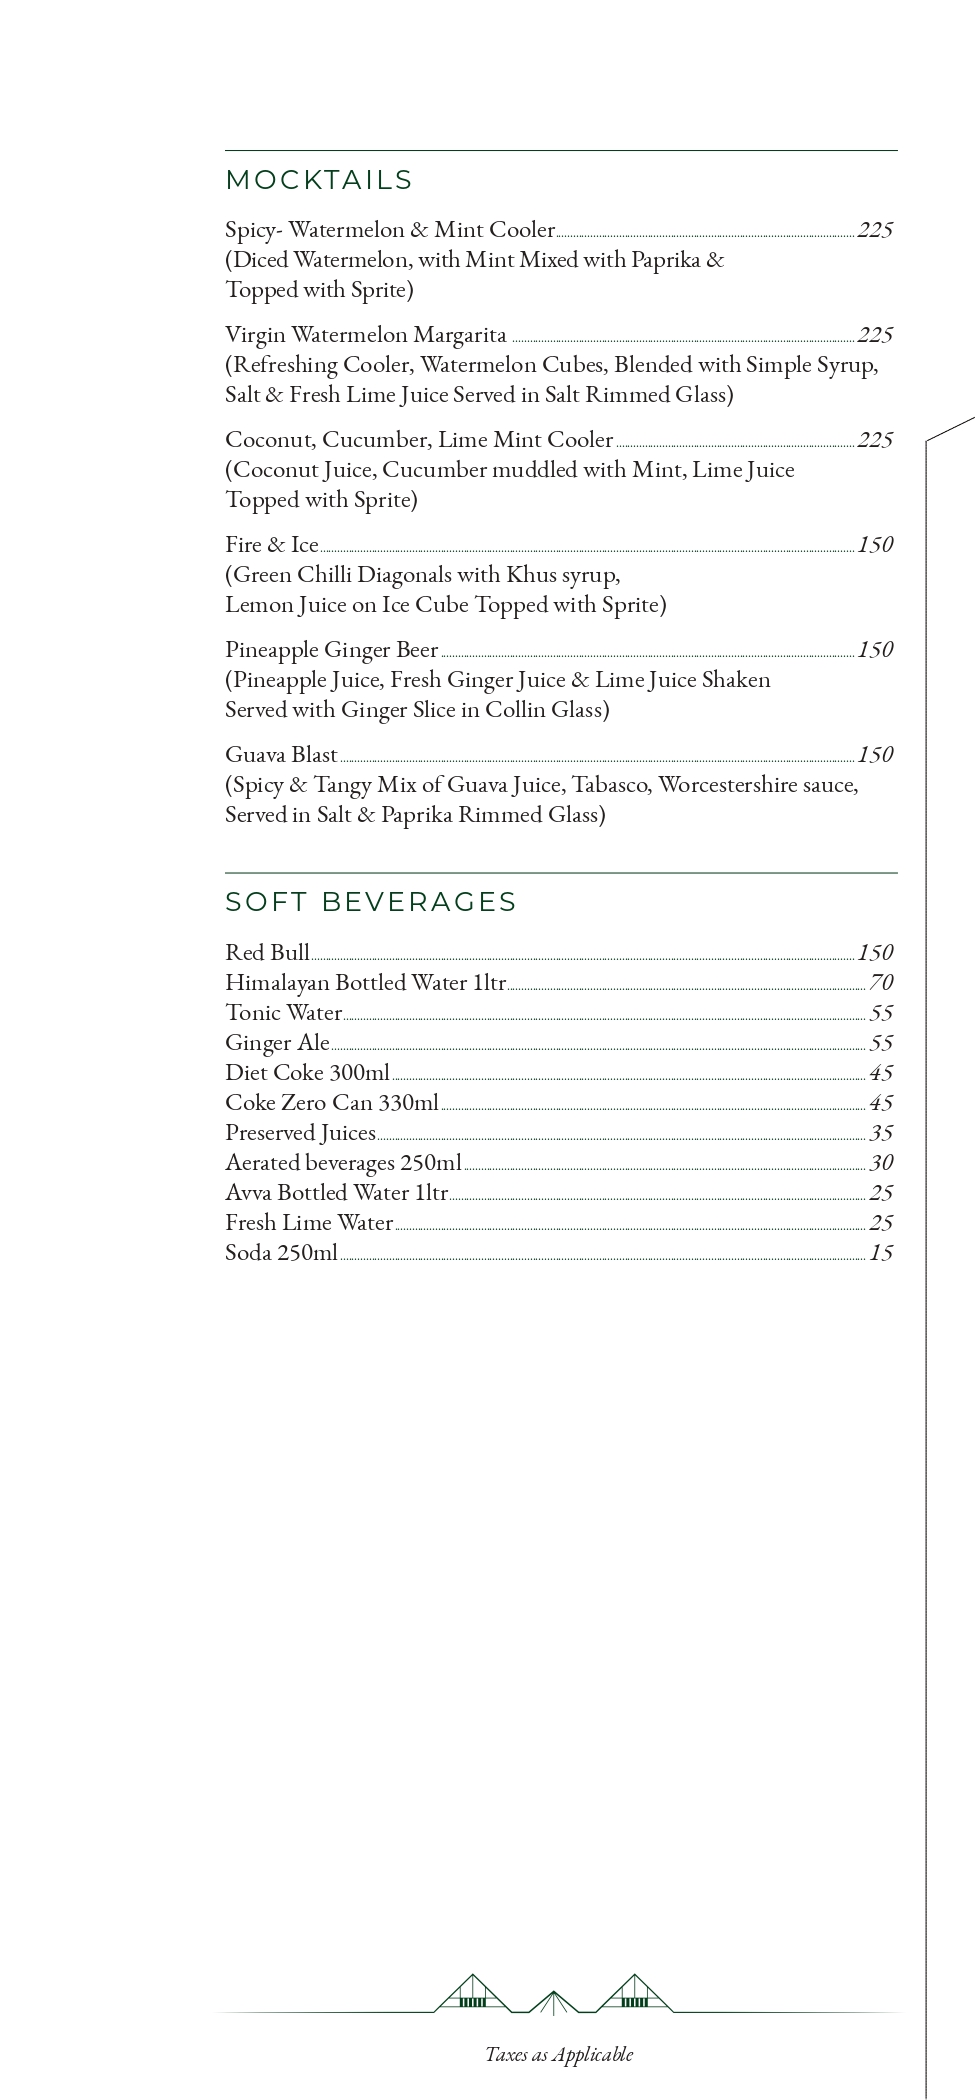 MOCKTAILS
Spicy- Watermelon & Mint Cooler 225
(Diced Watermelon, with Mint Mixed with Paprika &
Topped with Sprite)
Virgin Watermelon Margarita 225
(Refreshing Cooler, Watermelon Cubes, Blended with Simple Syrup,
Salt & Fresh Lime Juice Served in Salt Rimmed Glass)
Coconut, Cucumber, Lime Mint Cooler 225
(Coconut Juice, Cucumber muddled with Mint, Lime Juice
Topped with Sprite)
Fire & Ice 150
(Green Chilli Diagonals with Khus syrup,
Lemon Juice on Ice Cube Topped with Sprite)
Pineapple Ginger Beer 150
(Pineapple Juice, Fresh Ginger Juice & Lime Juice Shaken
Served with Ginger Slice in Collin Glass)
Guava Blast 150
(Spicy & Tangy Mix of Guava Juice, Tabasco, Worcestershire sauce,
Served in Salt & Paprika Rimmed Glass)
SOFT BEVERAGES
Red Bull 150
Himalayan Bottled Water 1ltr 70
Tonic Water 55
Ginger Ale 55
Diet Coke 300ml 45
Coke Zero Can 330ml 45
Preserved Juices 35
Aerated beverages 250ml 30
Avva Bottled Water 1ltr 25
Fresh Lime Water 25
Soda 250ml 15
Taxes as Applicable